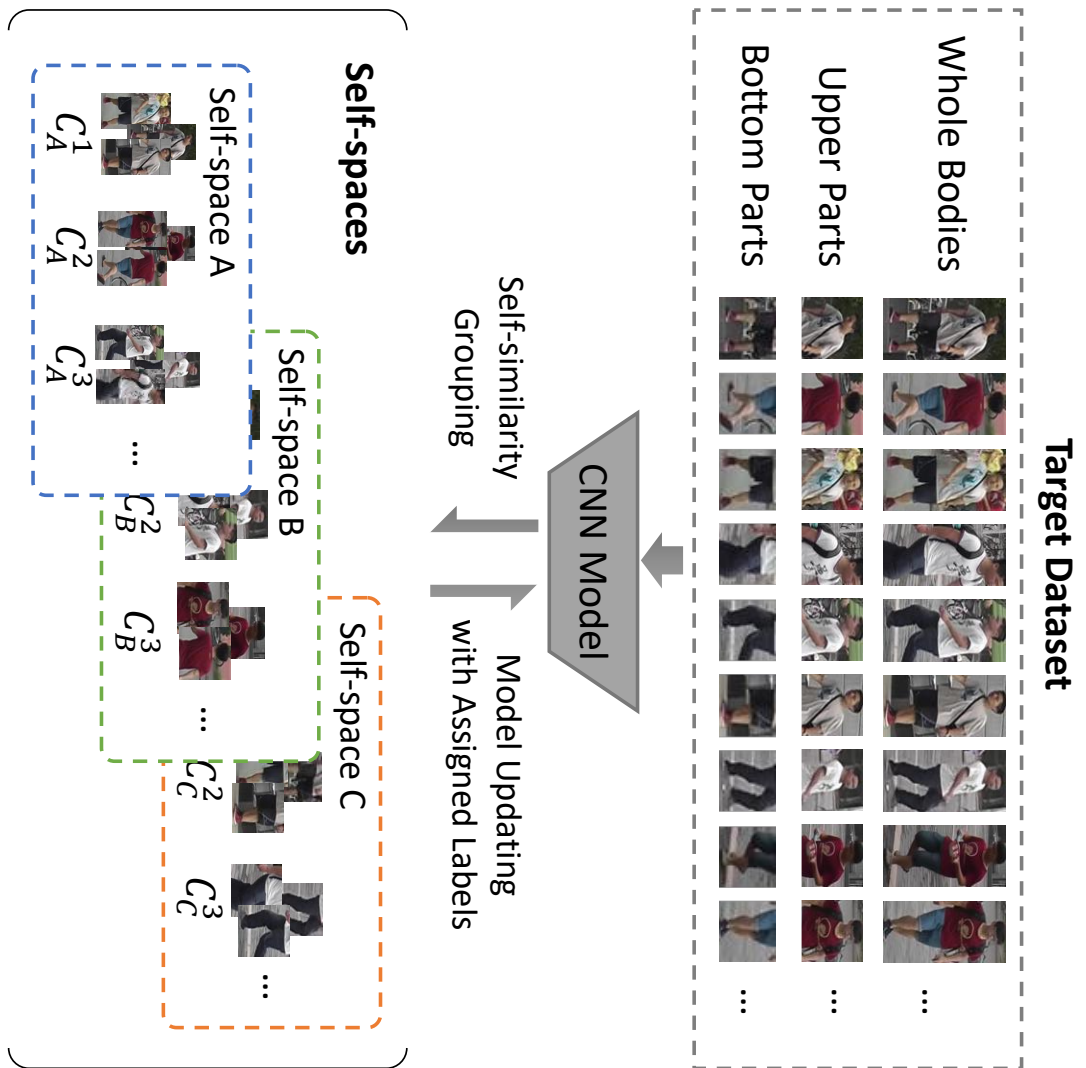 Target Dataset
Whole Bodies ...
Upper Parts ...
Bottom Parts ...
CNN Model
Self-similarity
Grouping
Model Updating
with Assigned Labels
Self-spaces
Self-space A
C_A^1 C_A^2 C_A^3 ...
Self-space B
C_B^2 C_B^3 ...
Self-space C
C_C^2 C_C^3 ...